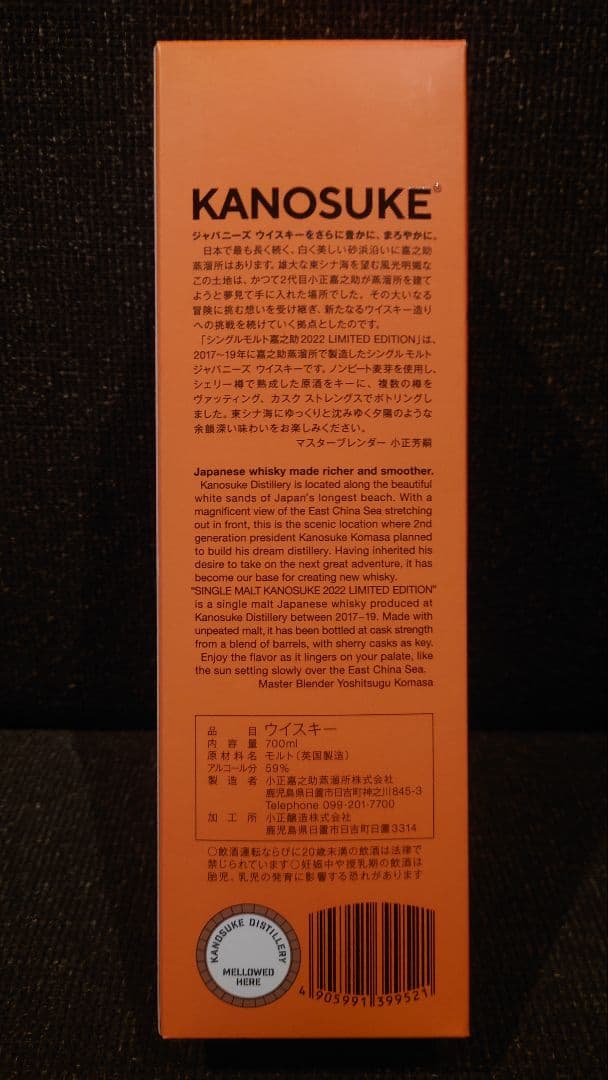 KANOSUKE®
ジャパニーズ ウイスキーをさらに豊かに、まろやかに。
日本で最も長く続く、白く美しい砂浜沿いに嘉之助
蒸溜所はあります。雄大な東シナ海を望む風光明媚な
この土地は、かつて2代目小正嘉之助が蒸溜所を建て
ようと夢見て手に入れた場所でした。その大いなる
冒険に挑む想いを受け継ぎ、新たなるウイスキー造り
への挑戦を続けていく拠点としたのです。
「シングルモルト嘉之助2022 LIMITED EDITION」は、
2017〜19年に嘉之助蒸溜所で製造したシングルモルト
ジャパニーズ ウイスキーです。ノンピート麦芽を使用し、
シェリー樽で熟成した原酒をキーに、複数の樽を
ヴァッティング、カスク ストレングスでボトリングし
ました。東シナ海にゆっくりと沈みゆく夕陽のような
余韻深い味わいをお楽しみください。
マスターブレンダー 小正芳嗣
Japanese whisky made richer and smoother.
Kanosuke Distillery is located along the beautiful
white sands of Japan's longest beach. With a
magnificent view of the East China Sea stretching
out in front, this is the scenic location where 2nd
generation president Kanosuke Komasa planned
to build his dream distillery. Having inherited his
desire to take on the next great adventure, it has
become our base for creating new whisky.
"SINGLE MALT KANOSUKE 2022 LIMITED EDITION"
is a single malt Japanese whisky produced at
Kanosuke Distillery between 2017–19. Made with
unpeated malt, it has been bottled at cask strength
from a blend of barrels, with sherry casks as key.
Enjoy the flavor as it lingers on your palate, like
the sun setting slowly over the East China Sea.
Master Blender Yoshitsugu Komasa
品目 ウイスキー
内容量 700ml
原材料名 モルト(英国製造)
アルコール分 59%
製造者 小正嘉之助蒸溜所株式会社
鹿児島県日置市日吉町神之川845-3
Telephone 099-201-7700
加工所 小正醸造株式会社
鹿児島県日置市日吉町日置3314
〇飲酒運転ならびに20歳未満の飲酒は法律で
禁じられています〇妊娠中や授乳期の飲酒は
胎児、乳児の発育に影響する恐れがあります
KANOSUKE DISTILLERY
MELLOWED
HERE
4 905991 399521